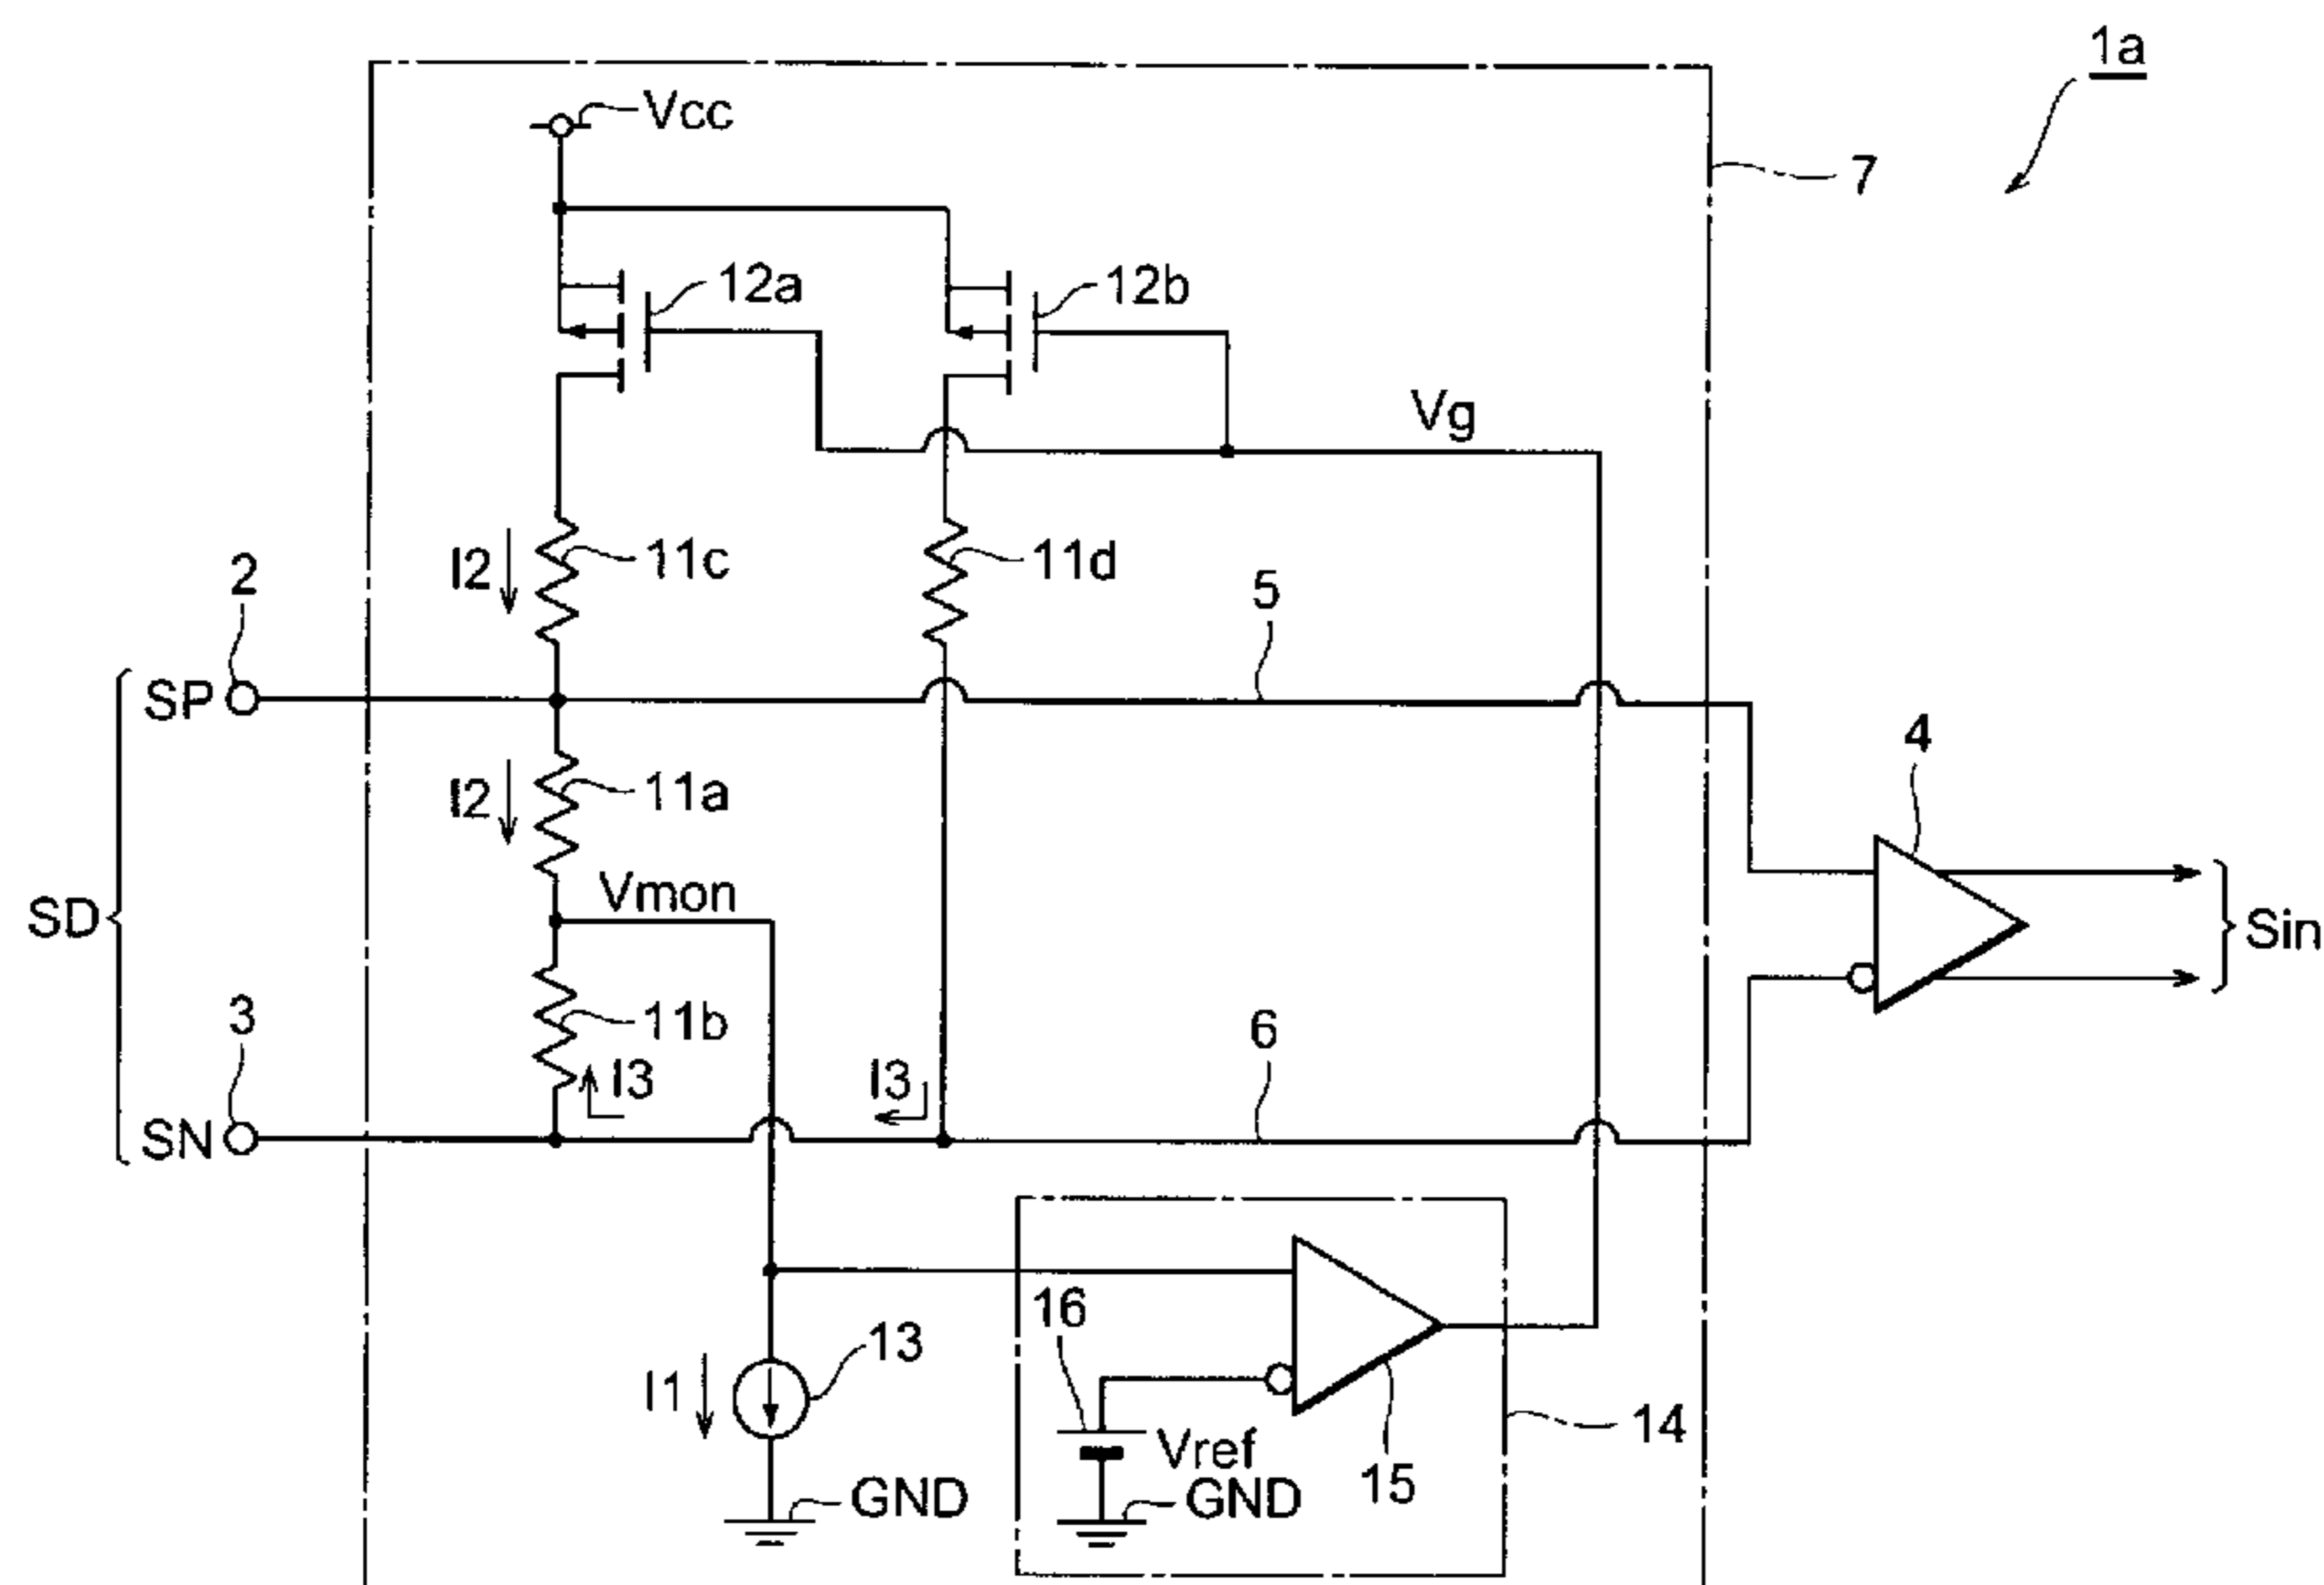 1a
Vcc
7
12a
12b
Vg
I2
11c
11d
2
5
SP
4
I2
11a
Vmon
SD
Sin
3
11b
6
I3
I3
SN
16
13
I1
14
Vref
15
GND
GND